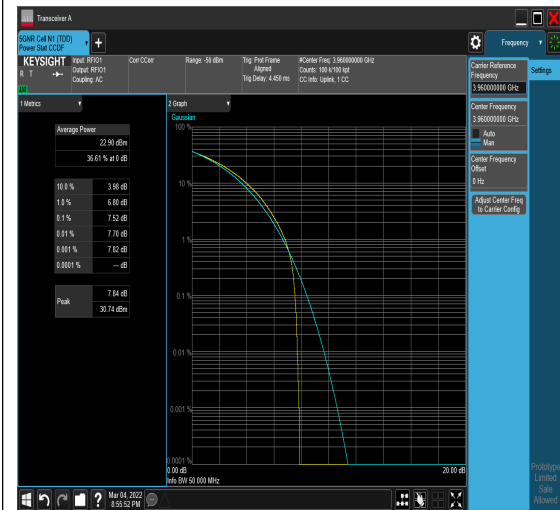 Transceiver A
5GNR Cell N1 (TDD)
Power Stat CCDF
+
Frequency
KEYSIGHT
R T
Input: RFIO1
Output: RFIO1
Coupling: AC
Corr CCorr
Range: -50 dBm
Trig: Prot Frame
Aligned
Trig Delay: 4.450 ms
#Center Freq: 3.960000000 GHz
Counts: 100 k/100 kpt
CC Info: Uplink, 1 CC
Carrier Reference
Frequency
3.960000000 GHz
Settings
Center Frequency
3.960000000 GHz
Auto
Man
Center Frequency
Offset
0 Hz
Adjust Center Freq
to Carrier Config
1 Metrics
Average Power
22.90 dBm
36.61 % at 0 dB
10.0 % 3.98 dB
1.0 % 6.80 dB
0.1 % 7.52 dB
0.01 % 7.70 dB
0.001 % 7.82 dB
0.0001 % --- dB
Peak
7.84 dB
30.74 dBm
2 Graph
Gaussian
100 %
10 %
1 %
0.1 %
0.01 %
0.001 %
0.0001 %
0.00 dB
20.00 dB
Info BW 50.000 MHz
Prototype
Limited
Sale
Allowed
?
Mar 04, 2022
8:55:52 PM